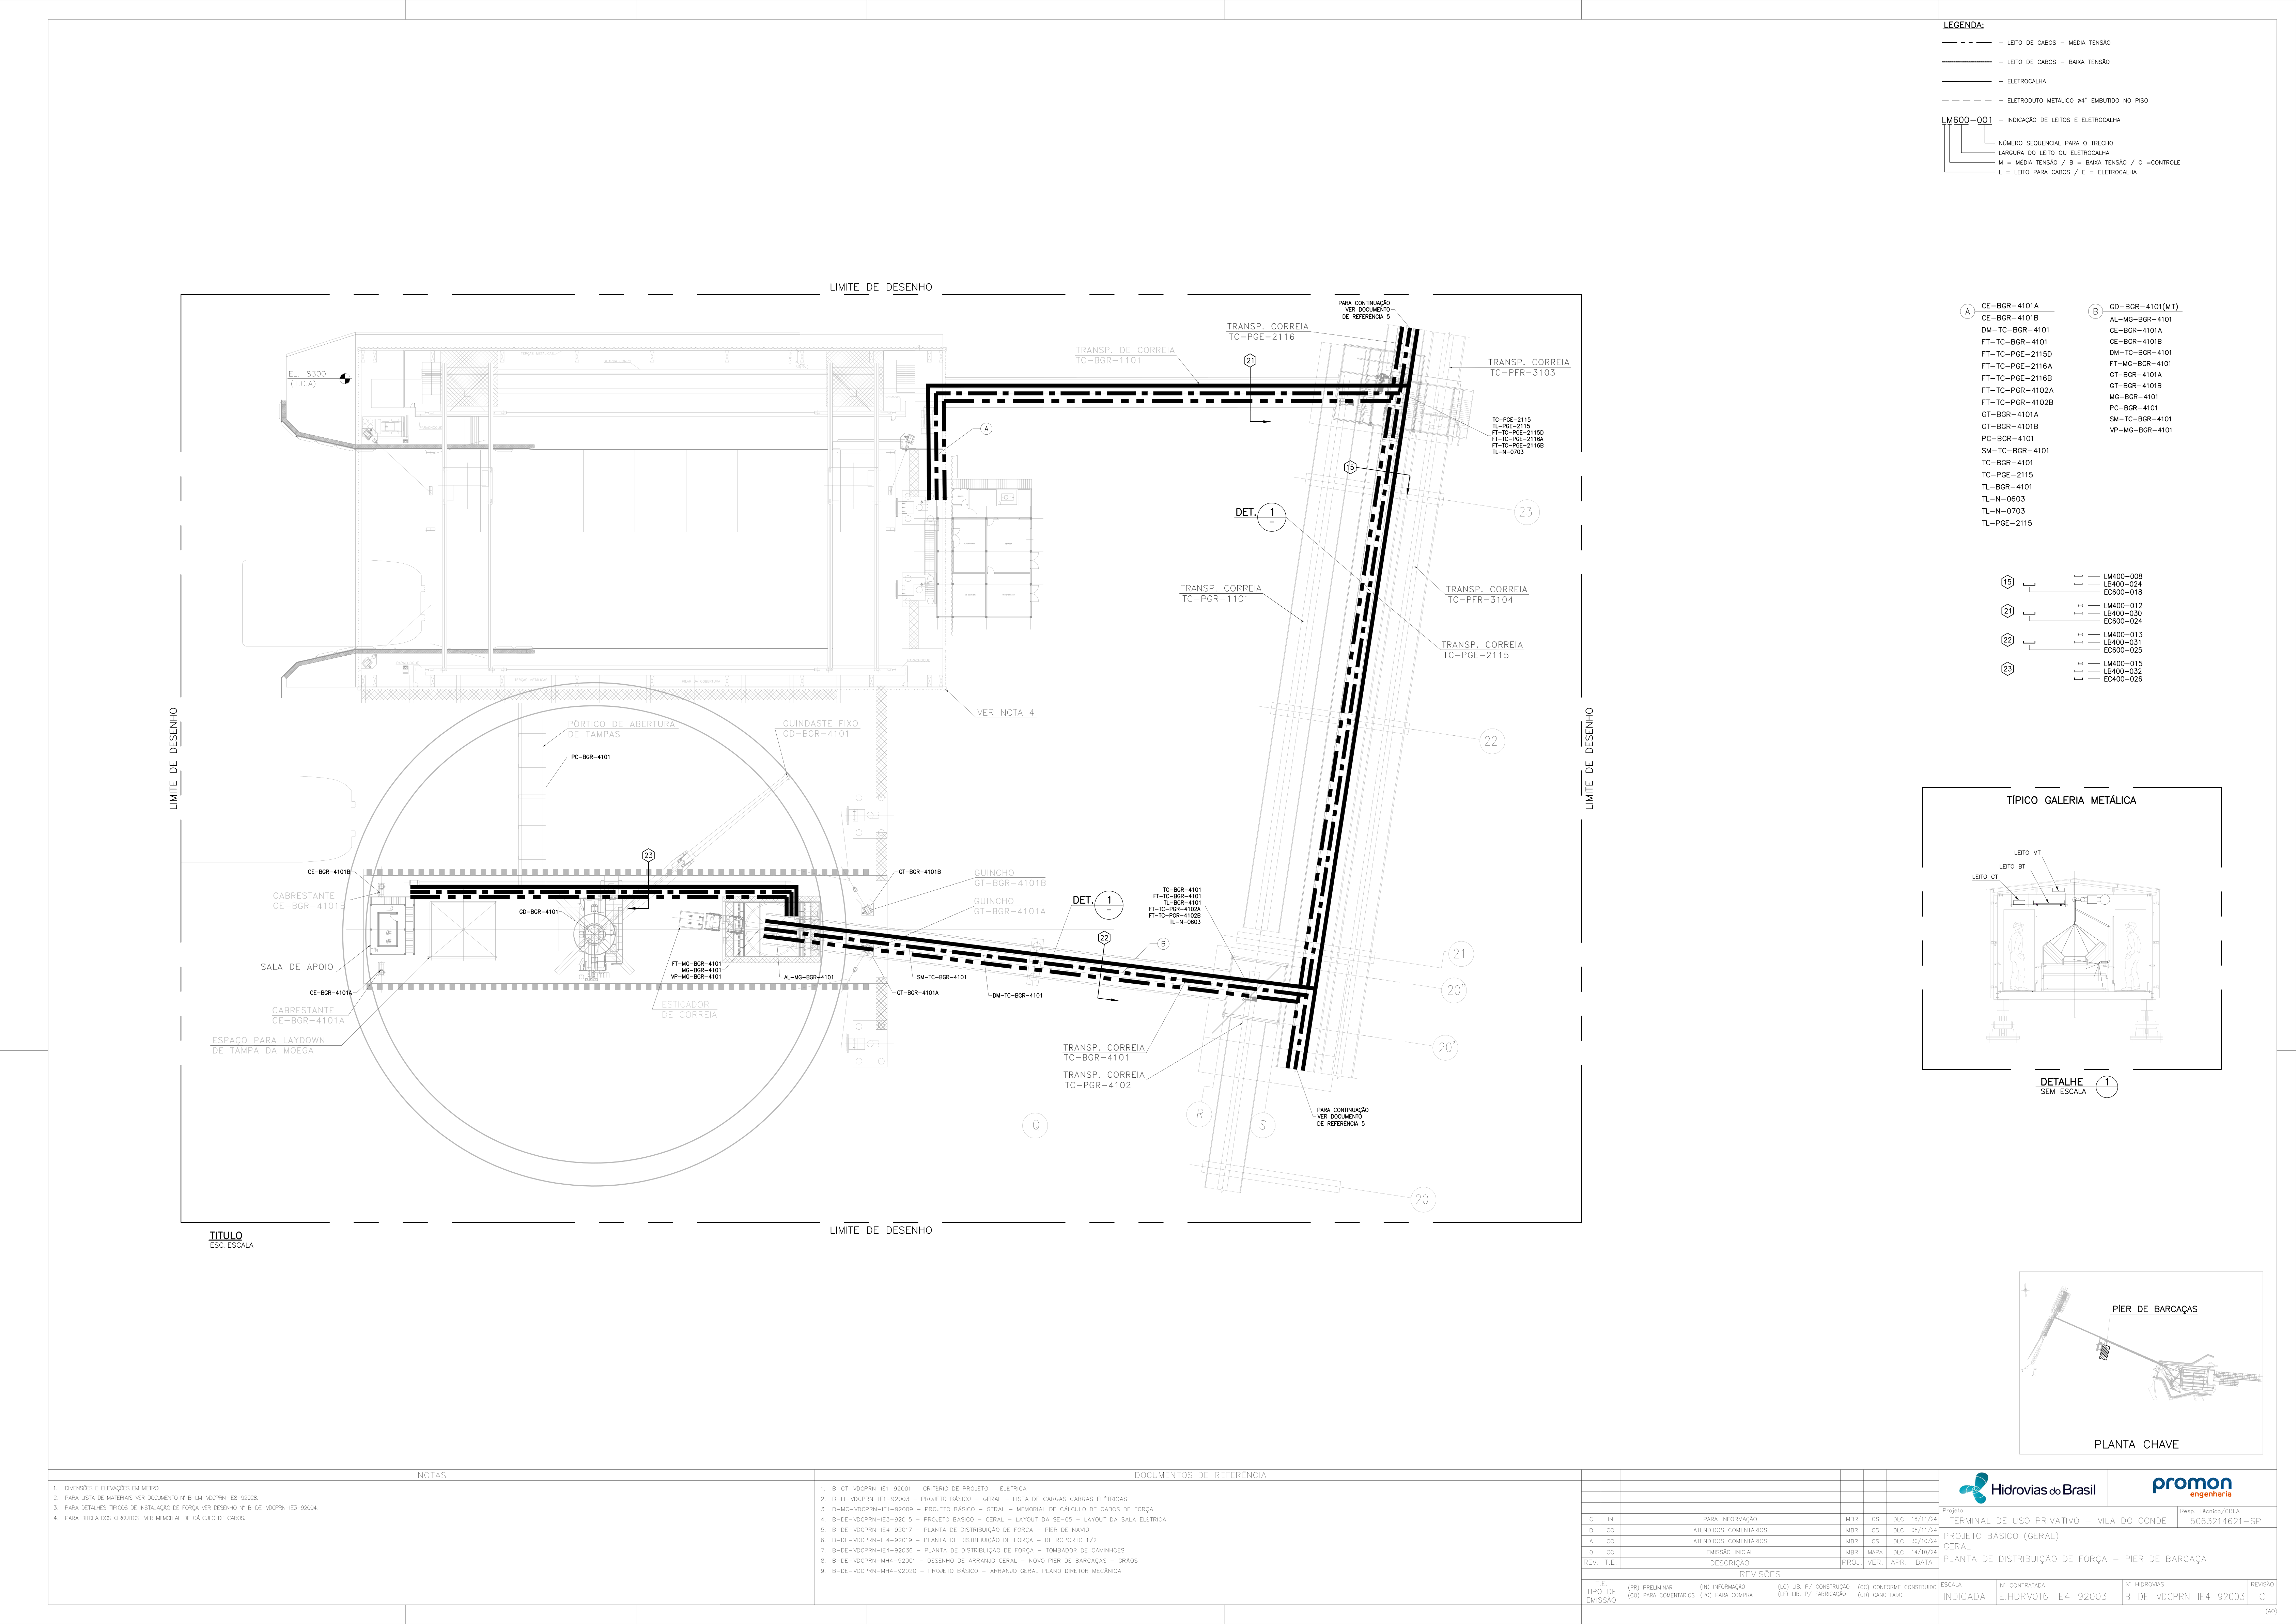 LEGENDA:
– LEITO DE CABOS – MÉDIA TENSÃO
– LEITO DE CABOS – BAIXA TENSÃO
– ELETROCALHA
– ELETRODUTO METÁLICO ø4" EMBUTIDO NO PISO
LM600-001 – INDICAÇÃO DE LEITOS E ELETROCALHA
NÚMERO SEQUENCIAL PARA O TRECHO
LARGURA DO LEITO OU ELETROCALHA
M = MÉDIA TENSÃO / B = BAIXA TENSÃO / C =CONTROLE
L = LEITO PARA CABOS / E = ELETROCALHA
LIMITE DE DESENHO
PARA CONTINUAÇÃO
VER DOCUMENTO
DE REFERÊNCIA 5
TRANSP. CORREIA
TC-PGE-2116
TRANSP. DE CORREIA
TC-BGR-1101
21
TRANSP. CORREIA
TC-PFR-3103
EL.+8300
(T.C.A)
TC-PGE-2115
TL-PGE-2115
FT-TC-PGE-2115D
FT-TC-PGE-2116A
FT-TC-PGE-2116B
TL-N-0703
A
15
DET. 1
–
23
TRANSP. CORREIA
TC-PGR-1101
TRANSP. CORREIA
TC-PFR-3104
TRANSP. CORREIA
TC-PGE-2115
VER NOTA 4
22
LIMITE DE DESENHO
LIMITE DE DESENHO
PÓRTICO DE ABERTURA
DE TAMPAS
PC-BGR-4101
GUINDASTE FIXO
GD-BGR-4101
23
CE-BGR-4101B
CABRESTANTE
CE-BGR-4101B
GD-BGR-4101
GT-BGR-4101B
GUINCHO
GT-BGR-4101B
GUINCHO
GT-BGR-4101A
DET. 1
–
TC-BGR-4101
FT-TC-BGR-4101
TL-BGR-4101
FT-TC-PGR-4102A
FT-TC-PGR-4102B
TL-N-0603
22
B
21
SALA DE APOIO
FT-MG-BGR-4101
MG-BGR-4101
VP-MG-BGR-4101
AL-MG-BGR-4101
SM-TC-BGR-4101
DM-TC-BGR-4101
GT-BGR-4101A
CE-BGR-4101A
CABRESTANTE
CE-BGR-4101A
ESTICADOR
DE CORREIA
20"
ESPAÇO PARA LAYDOWN
DE TAMPA DA MOEGA
20'
TRANSP. CORREIA
TC-BGR-4101
TRANSP. CORREIA
TC-PGR-4102
Q
R
S
PARA CONTINUAÇÃO
VER DOCUMENTO
DE REFERÊNCIA 5
20
LIMITE DE DESENHO
TITULO
ESC. ESCALA
A
CE-BGR-4101A
CE-BGR-4101B
DM-TC-BGR-4101
FT-TC-BGR-4101
FT-TC-PGE-2115D
FT-TC-PGE-2116A
FT-TC-PGE-2116B
FT-TC-PGR-4102A
FT-TC-PGR-4102B
GT-BGR-4101A
GT-BGR-4101B
PC-BGR-4101
SM-TC-BGR-4101
TC-BGR-4101
TC-PGE-2115
TL-BGR-4101
TL-N-0603
TL-N-0703
TL-PGE-2115
B
GD-BGR-4101(MT)
AL-MG-BGR-4101
CE-BGR-4101A
CE-BGR-4101B
DM-TC-BGR-4101
FT-MG-BGR-4101
GT-BGR-4101A
GT-BGR-4101B
MG-BGR-4101
PC-BGR-4101
SM-TC-BGR-4101
VP-MG-BGR-4101
15
LM400-008
LB400-024
EC600-018
21
LM400-012
LB400-030
EC600-024
22
LM400-013
LB400-031
EC600-025
23
LM400-015
LB400-032
EC400-026
TÍPICO GALERIA METÁLICA
LEITO MT
LEITO BT
LEITO CT
DETALHE 1
SEM ESCALA
PÍER DE BARCAÇAS
PLANTA CHAVE
NOTAS
1. DIMENSÕES E ELEVAÇÕES EM METRO.
2. PARA LISTA DE MATERIAIS VER DOCUMENTO N° B-LM-VDCPRN-IE8-92028.
3. PARA DETALHES TÍPICOS DE INSTALAÇÃO DE FORÇA VER DESENHO N° B-DE-VDCPRN-IE3-92004.
4. PARA BITOLA DOS CIRCUITOS, VER MEMORIAL DE CÁLCULO DE CABOS.
DOCUMENTOS DE REFERÊNCIA
1. B-CT-VDCPRN-IE1-92001 – CRITERIO DE PROJETO – ELÉTRICA
2. B-LI-VDCPRN-IE1-92003 – PROJETO BÁSICO – GERAL – LISTA DE CARGAS CARGAS ELÉTRICAS
3. B-MC-VDCPRN-IE1-92009 – PROJETO BÁSICO – GERAL – MEMORIAL DE CÁLCULO DE CABOS DE FORÇA
4. B-DE-VDCPRN-IE3-92015 – PROJETO BÁSICO – GERAL – LAYOUT DA SE-05 – LAYOUT DA SALA ELÉTRICA
5. B-DE-VDCPRN-IE4-92017 – PLANTA DE DISTRIBUIÇÃO DE FORÇA – PIER DE NAVIO
6. B-DE-VDCPRN-IE4-92019 – PLANTA DE DISTRIBUIÇÃO DE FORÇA – RETROPORTO 1/2
7. B-DE-VDCPRN-IE4-92036 – PLANTA DE DISTRIBUIÇÃO DE FORÇA – TOMBADOR DE CAMINHÕES
8. B-DE-VDCPRN-MH4-92001 – DESENHO DE ARRANJO GERAL – NOVO PIER DE BARCAÇAS – GRÃOS
9. B-DE-VDCPRN-MH4-92020 – PROJETO BÁSICO – ARRANJO GERAL PLANO DIRETOR MECÂNICA
C IN PARA INFORMAÇÃO MBR CS DLC 18/11/24
B CO ATENDIDOS COMENTÁRIOS MBR CS DLC 08/11/24
A CO ATENDIDOS COMENTÁRIOS MBR CS DLC 30/10/24
0 CO EMISSÃO INICIAL MBR MAPA DLC 14/10/24
REV. T.E. DESCRIÇÃO PROJ. VER. APR. DATA
REVISÕES
T.E.
TIPO DE
EMISSÃO
(PR) PRELIMINAR (IN) INFORMAÇÃO (LC) LIB. P/ CONSTRUÇÃO (CC) CONFORME CONSTRUIDO
(CO) PARA COMENTÁRIOS (PC) PARA COMPRA (LF) LIB. P/ FABRICAÇÃO (CD) CANCELADO
Hidrovias do Brasil
promon
engenharia
Projeto
TERMINAL DE USO PRIVATIVO – VILA DO CONDE
Resp. Técnico/CREA
5063214621-SP
PROJETO BÁSICO (GERAL)
GERAL
PLANTA DE DISTRIBUIÇÃO DE FORÇA – PIER DE BARCAÇA
ESCALA
INDICADA
N° CONTRATADA
E.HDRV016-IE4-92003
N° HIDROVIAS
B-DE-VDCPRN-IE4-92003
REVISÃO
C
(A0)